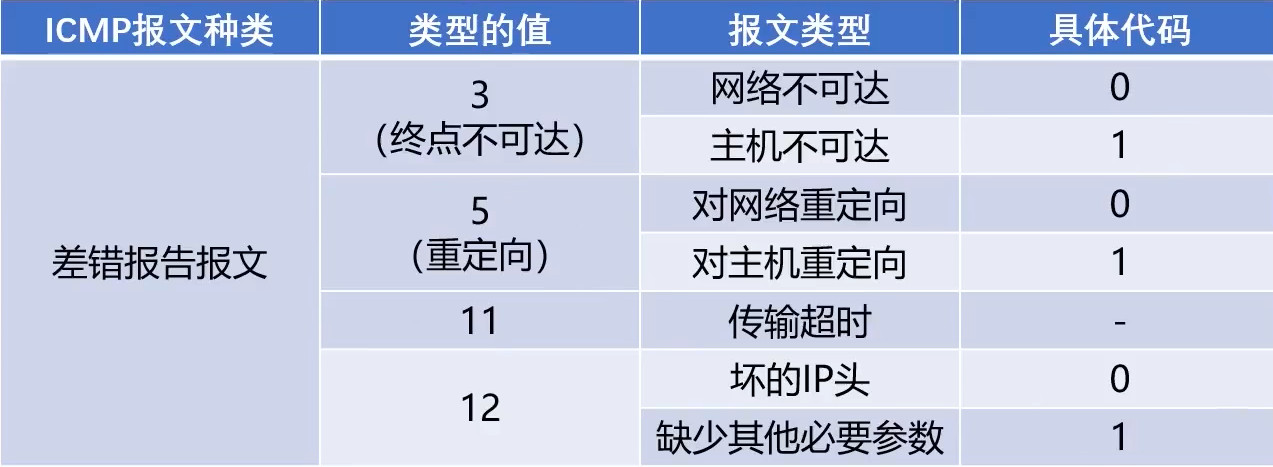 ICMP报文种类 类型的值 报文类型 具体代码
差错报告报文
3
（终点不可达）
网络不可达 0
主机不可达 1
5
（重定向）
对网络重定向 0
对主机重定向 1
11 传输超时 -
12
坏的IP头 0
缺少其他必要参数 1